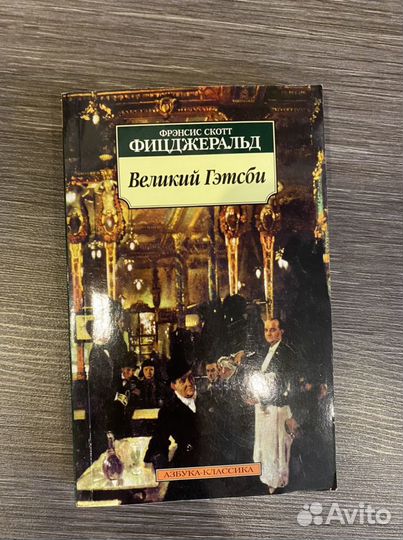 ФРЭНСИС СКОТТ
ФИЦДЖЕРАЛЬД
Великий Гэтсби
АЗБУКА-КЛАССИКА
Avito